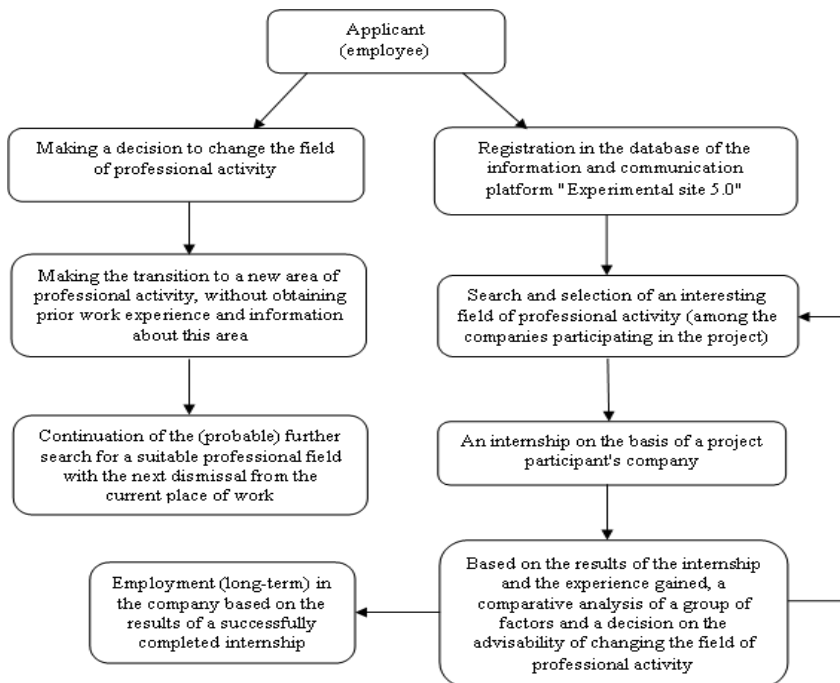 Applicant
(employee)
Making a decision to change the field
of professional activity
Registration in the database of the
information and communication
platform "Experimental site 5.0"
Making the transition to a new area of
professional activity, without obtaining
prior work experience and information
about this area
Search and selection of an interesting
field of professional activity (among the
companies participating in the project)
Continuation of the (probable) further
search for a suitable professional field
with the next dismissal from the
current place of work
An internship on the basis of a project
participant's company
Employment (long-term) in
the company based on the
results of a successfully
completed internship
Based on the results of the internship
and the experience gained, a
comparative analysis of a group of
factors and a decision on the
advisability of changing the field of
professional activity